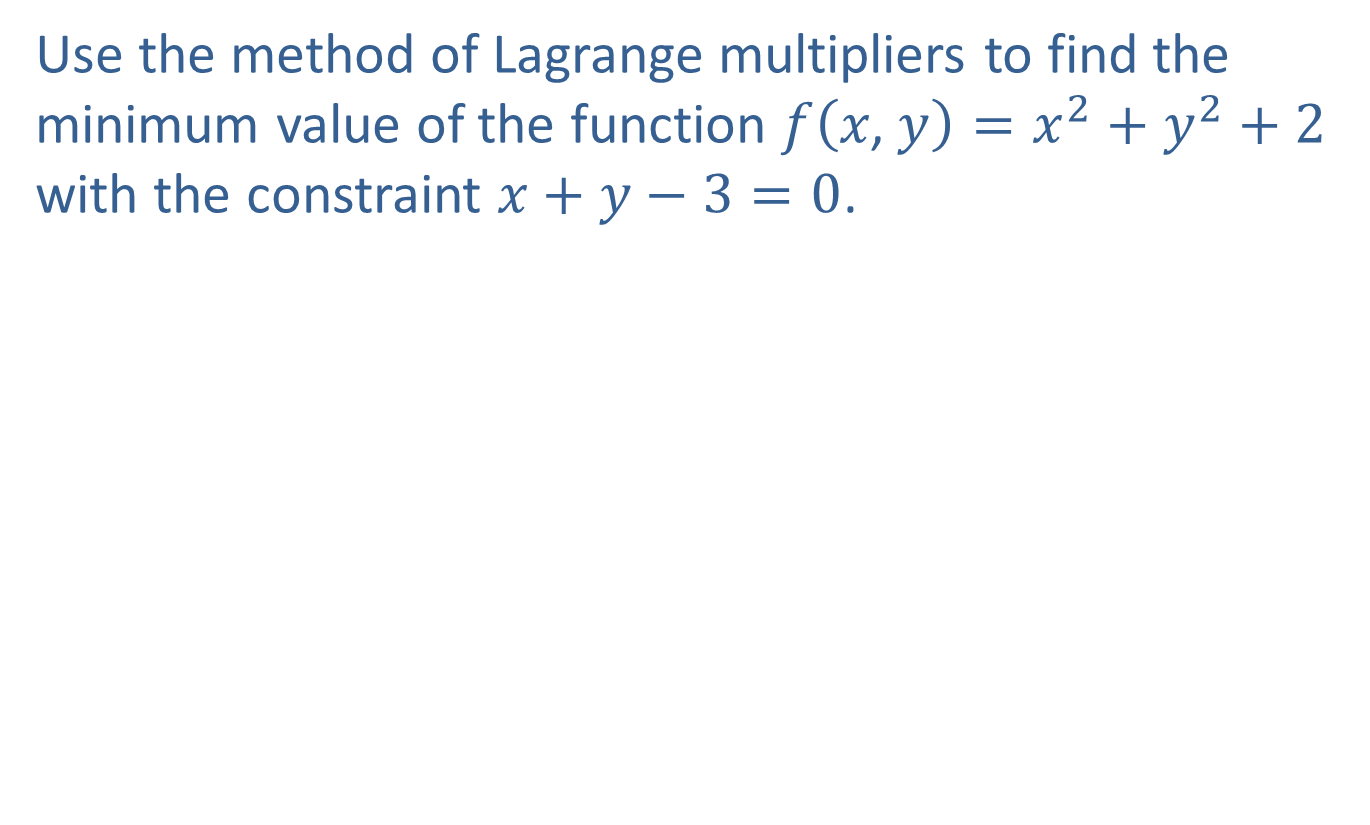 Use the method of Lagrange multipliers to find the
minimum value of the function f(x, y) = x² + y² + 2
with the constraint x + y − 3 = 0.